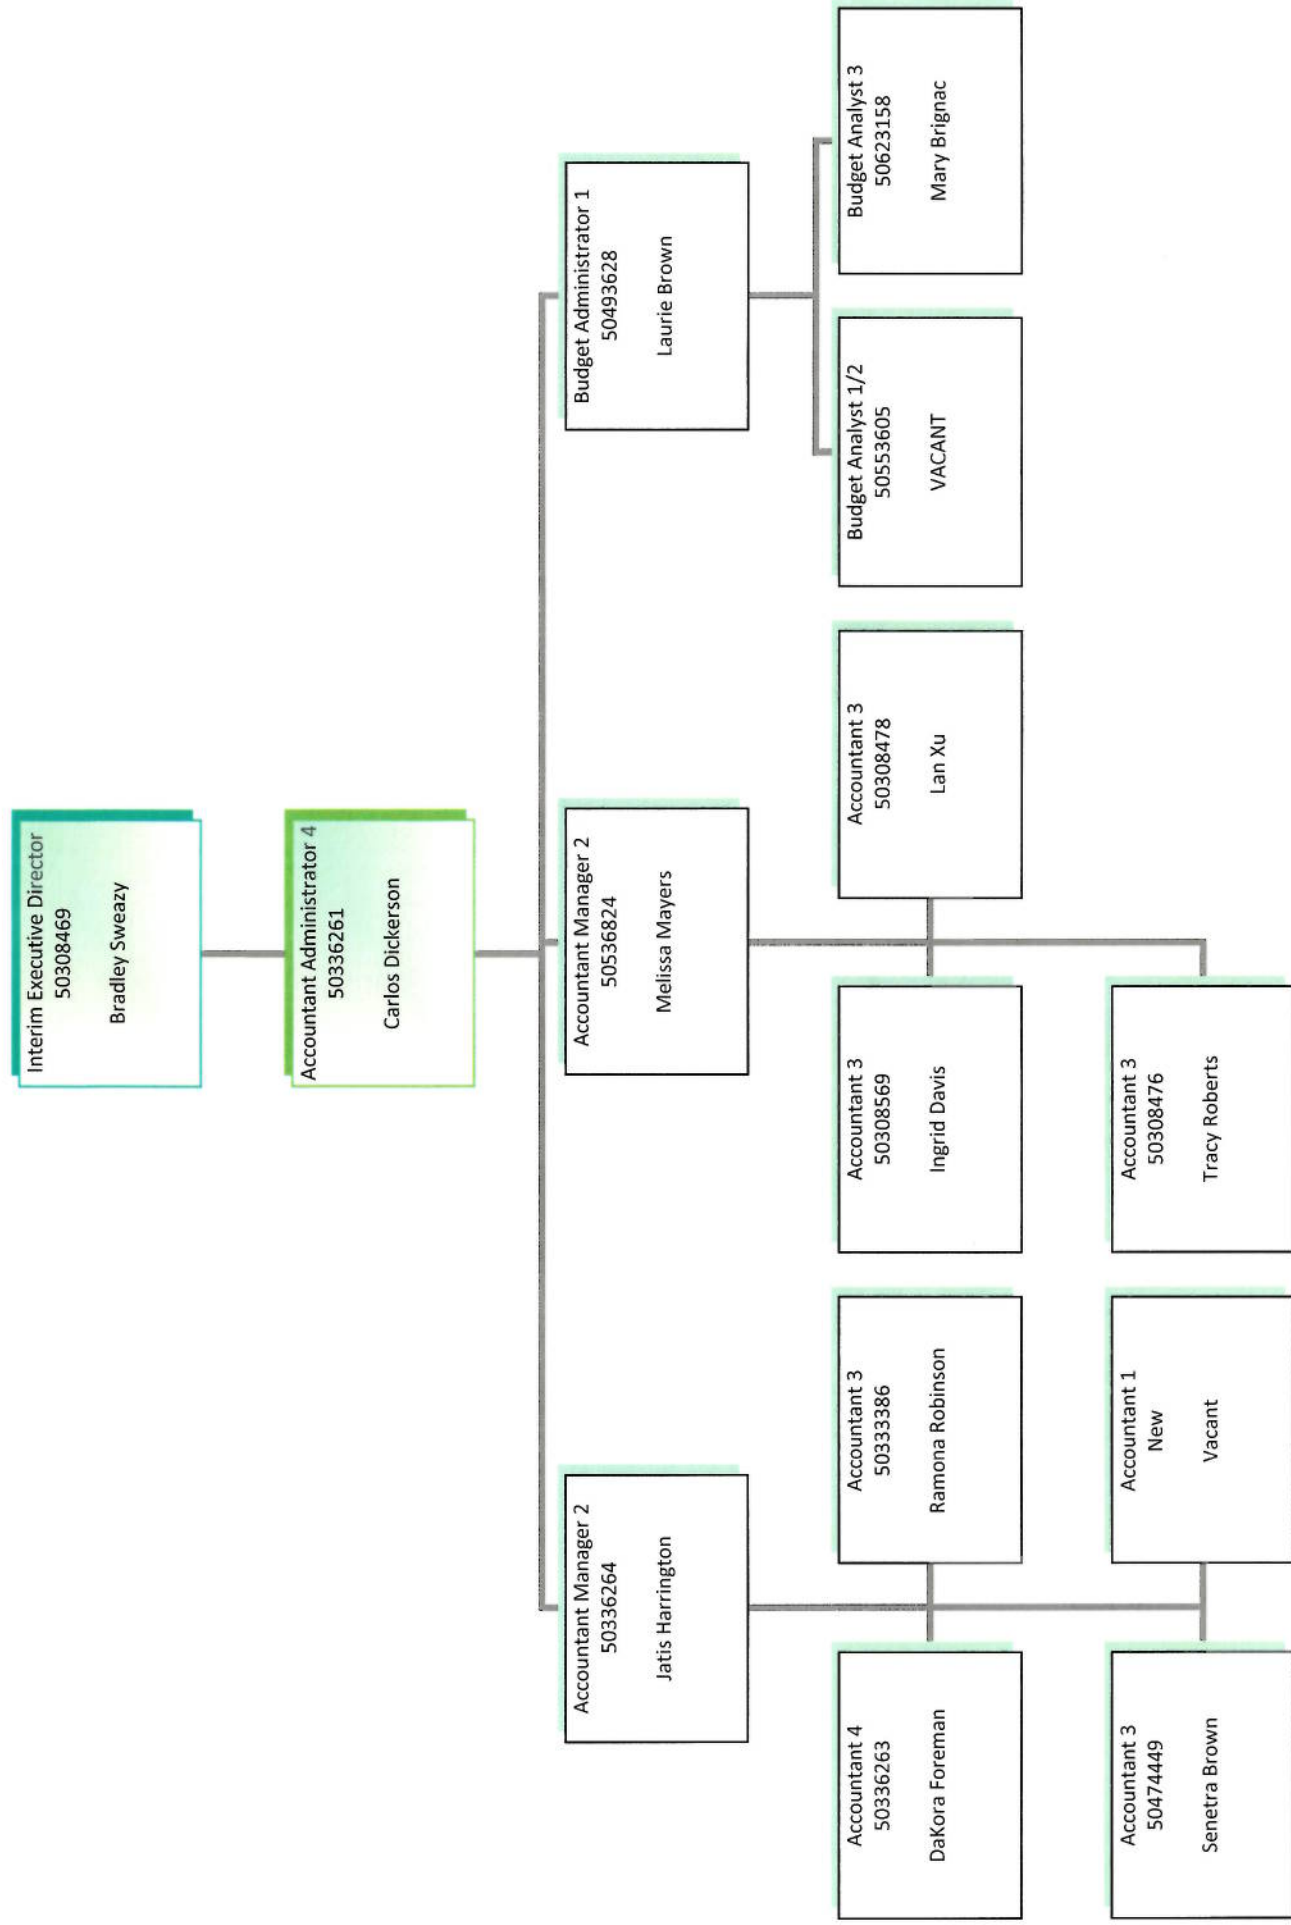 Interim Executive Director
50308469
Bradley Sweazy
Accountant Administrator 4
50336261
Carlos Dickerson
Accountant Manager 2
50336264
Jatis Harrington
Accountant Manager 2
50536824
Melissa Mayers
Budget Administrator 1
50493628
Laurie Brown
Accountant 4
50336263
DaKora Foreman
Accountant 3
50333386
Ramona Robinson
Accountant 3
50308569
Ingrid Davis
Accountant 3
50308478
Lan Xu
Budget Analyst 1/2
50553605
VACANT
Budget Analyst 3
50623158
Mary Brignac
Accountant 3
50474449
Senetra Brown
Accountant 1
New
Vacant
Accountant 3
50308476
Tracy Roberts